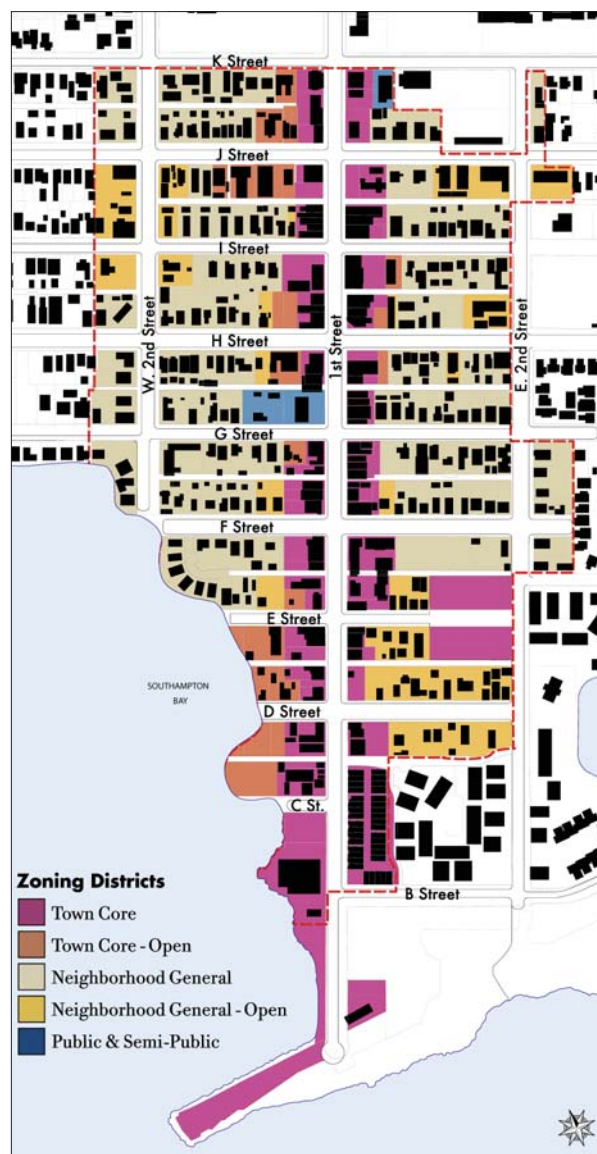 K Street
J Street
I Street
W. 2nd Street
1st Street
E. 2nd Street
H Street
G Street
F Street
E Street
SOUTHAMPTON
BAY
D Street
C St.
B Street
Zoning Districts
Town Core
Town Core - Open
Neighborhood General
Neighborhood General - Open
Public & Semi-Public